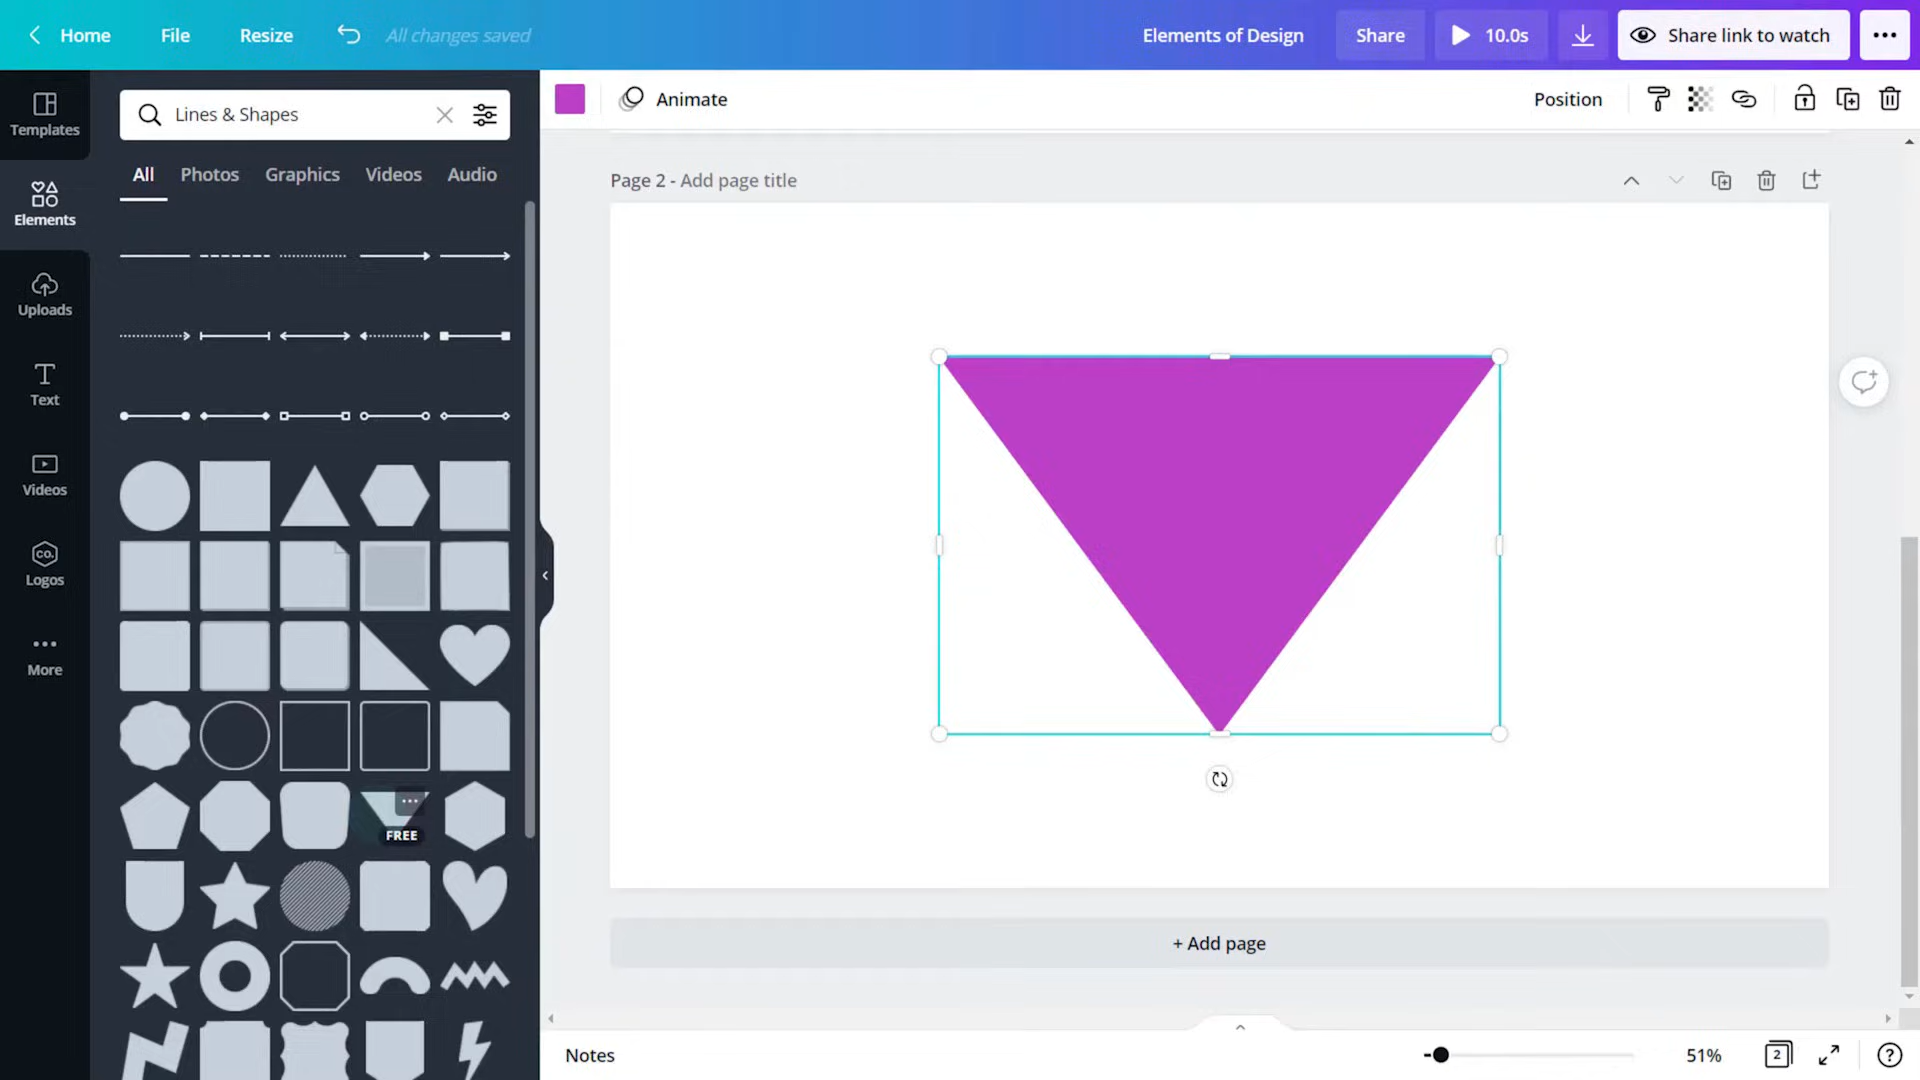 Home File Resize All changes saved Elements of Design Share 10.0s Share link to watch
Templates
Elements
Uploads
Text
Videos
CO.
Logos
More
Lines & Shapes
All Photos Graphics Videos Audio
FREE
Animate Position
Page 2 - Add page title
+ Add page
Notes 51% 2 ?